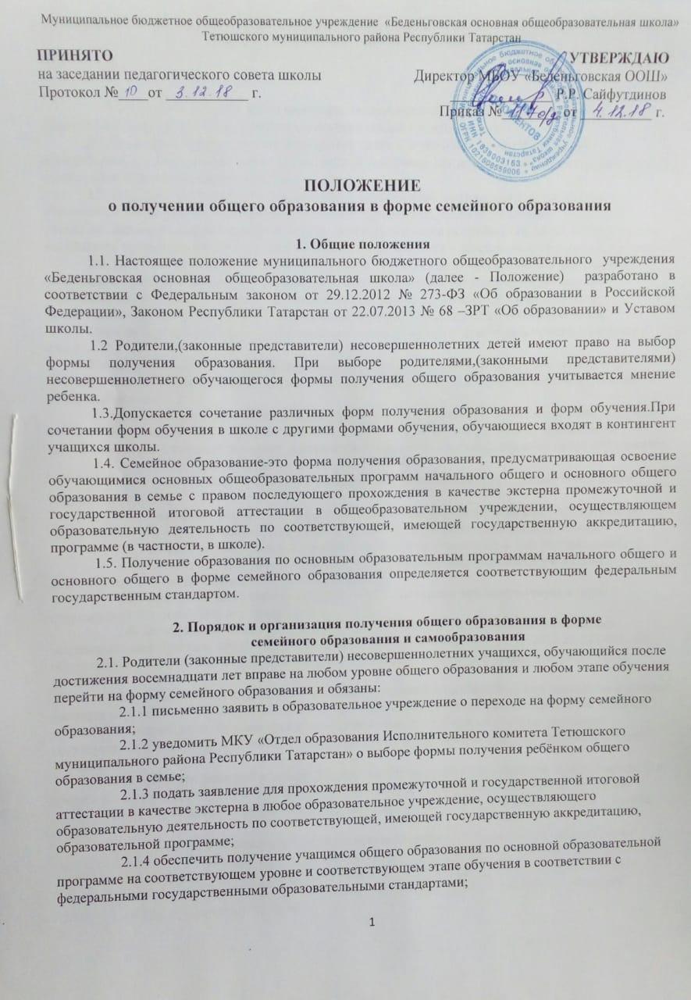 Муниципальное бюджетное общеобразовательное учреждение «Беденьговская основная общеобразовательная школа»
Тетюшского муниципального района Республики Татарстан
ПРИНЯТО УТВЕРЖДАЮ
на заседании педагогического совета школы Директор МБОУ «Беденьговская ООШ»
Протокол № 10 от 3.12.18 г. Р.Р. Сайфутдинов
Приказ № 117о/д от 4.12.18 г.
ПОЛОЖЕНИЕ
о получении общего образования в форме семейного образования
1. Общие положения
1.1. Настоящее положение муниципального бюджетного общеобразовательного учреждения
«Беденьговская основная общеобразовательная школа» (далее - Положение) разработано в
соответствии с Федеральным законом от 29.12.2012 № 273-ФЗ «Об образовании в Российской
Федерации», Законом Республики Татарстан от 22.07.2013 № 68 –ЗРТ «Об образовании» и Уставом
школы.
1.2 Родители,(законные представители) несовершеннолетних детей имеют право на выбор
формы получения образования. При выборе родителями,(законными представителями)
несовершеннолетнего обучающегося формы получения общего образования учитывается мнение
ребенка.
1.3.Допускается сочетание различных форм получения образования и форм обучения.При
сочетании форм обучения в школе с другими формами обучения, обучающиеся входят в контингент
учащихся школы.
1.4. Семейное образование-это форма получения образования, предусматривающая освоение
обучающимися основных общеобразовательных программ начального общего и основного общего
образования в семье с правом последующего прохождения в качестве экстерна промежуточной и
государственной итоговой аттестации в общеобразовательном учреждении, осуществляющем
образовательную деятельность по соответствующей, имеющей государственную аккредитацию,
программе (в частности, в школе).
1.5. Получение образования по основным образовательным программам начального общего и
основного общего в форме семейного образования определяется соответствующим федеральным
государственным стандартом.
2. Порядок и организация получения общего образования в форме
семейного образования и самообразования
2.1. Родители (законные представители) несовершеннолетних учащихся, обучающийся после
достижения восемнадцати лет вправе на любом уровне общего образования и любом этапе обучения
перейти на форму семейного образования и обязаны:
2.1.1 письменно заявить в образовательное учреждение о переходе на форму семейного
образования;
2.1.2 уведомить МКУ «Отдел образования Исполнительного комитета Тетюшского
муниципального района Республики Татарстан» о выборе формы получения ребёнком общего
образования в семье;
2.1.3 подать заявление для прохождения промежуточной и государственной итоговой
аттестации в качестве экстерна в любое образовательное учреждение, осуществляющего
образовательную деятельность по соответствующей, имеющей государственную аккредитацию,
образовательной программе;
2.1.4 обеспечить получение учащимся общего образования по основной образовательной
программе на соответствующем уровне и соответствующем этапе обучения в соответствии с
федеральными государственными образовательными стандартами;
1